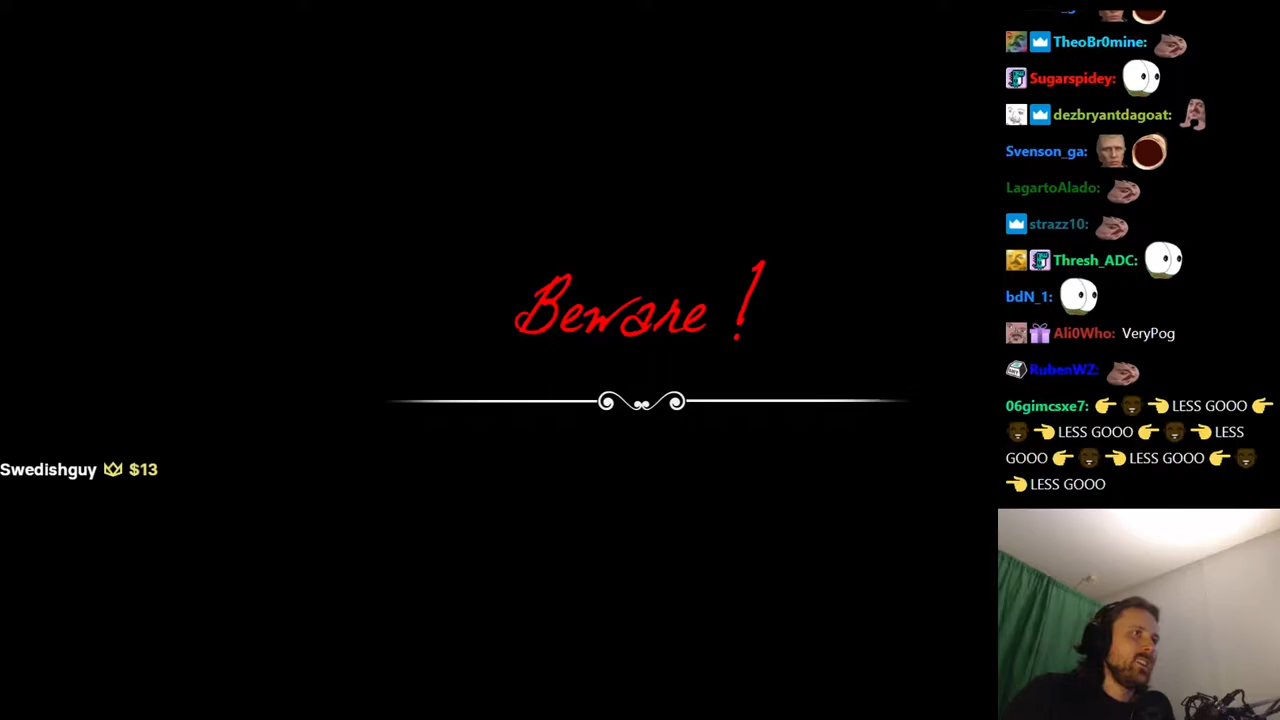 TheoBr0mine:
Sugarspidey:
dezbryantdagoat:
Svenson_ga:
LagartoAlado:
strazz10:
Thresh_ADC:
Beware !
bdN_1:
Ali0Who: VeryPog
RubenWZ:
06gimcsxe7: 👉 👈 LESS GOOO 👉
👈 LESS GOOO 👉 👈 LESS
GOOO 👉 👈 LESS GOOO 👉
👈 LESS GOOO
Swedishguy $13